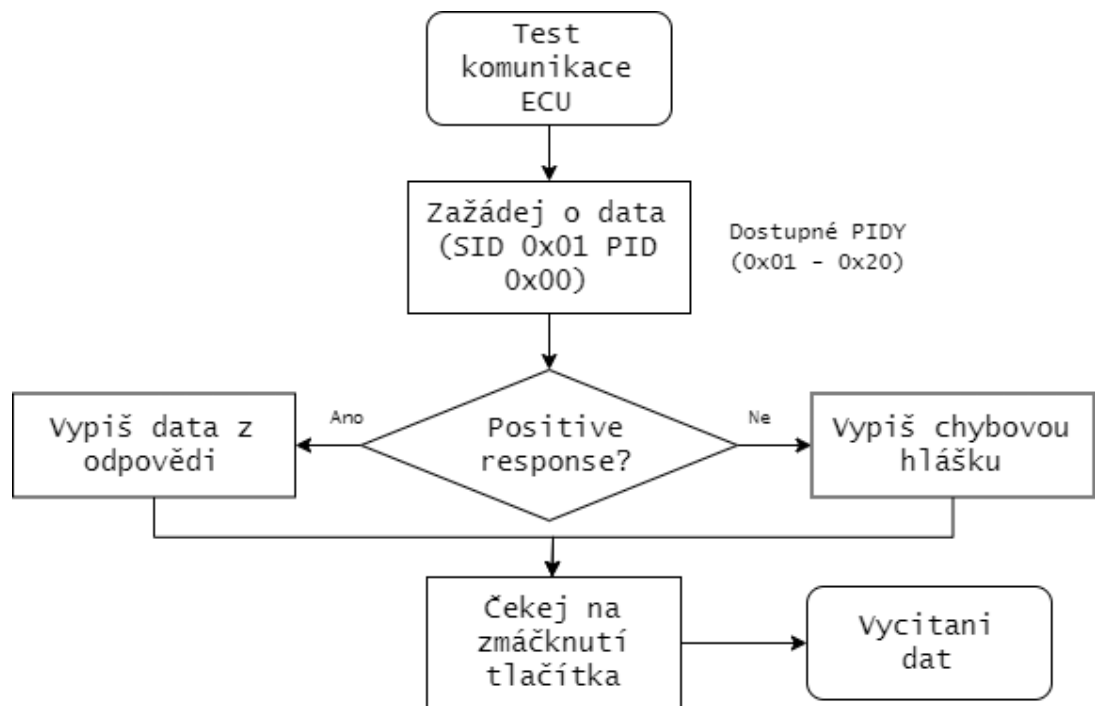 Test
komunikace
ECU
Zažádej o data
(SID 0x01 PID
0x00)
Dostupné PIDY
(0x01 – 0x20)
Ano
Ne
Vypiš data z
odpovědi
Positive
response?
Vypiš chybovou
hlášku
Čekej na
zmáčknutí
tlačítka
Vycitani
dat